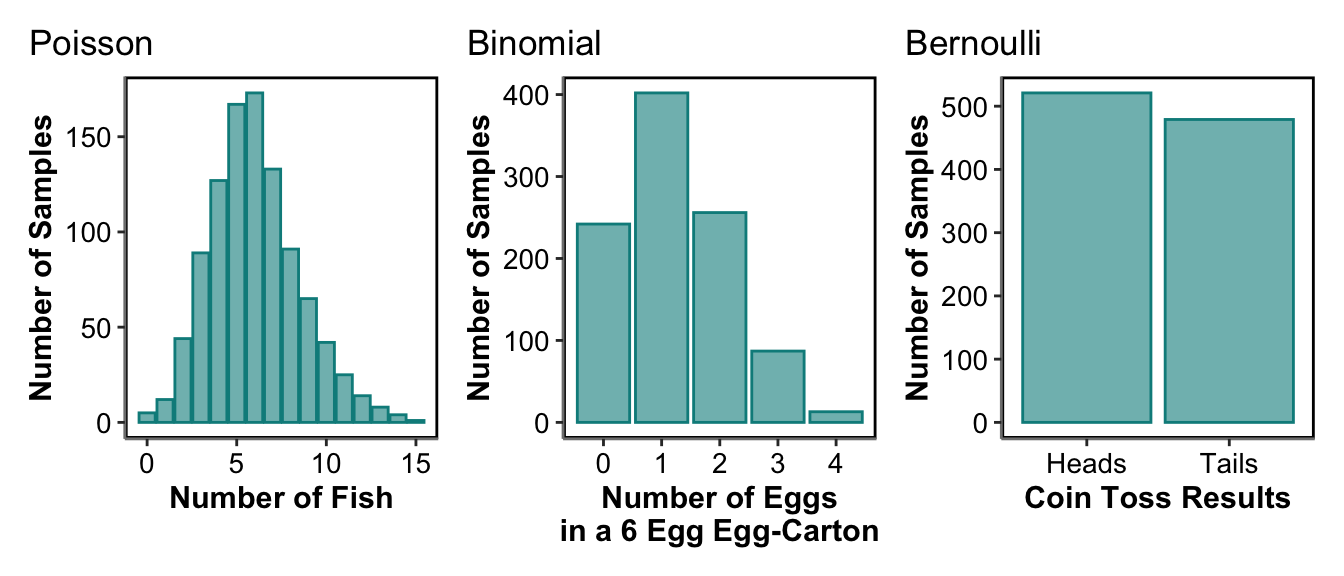 Poisson
Number of Samples
150
100
50
0
0 5 10 15
Number of Fish
Binomial
Number of Samples
400
300
200
100
0
0 1 2 3 4
Number of Eggs
in a 6 Egg Egg-Carton
Bernoulli
Number of Samples
500
400
300
200
100
0
Heads Tails
Coin Toss Results